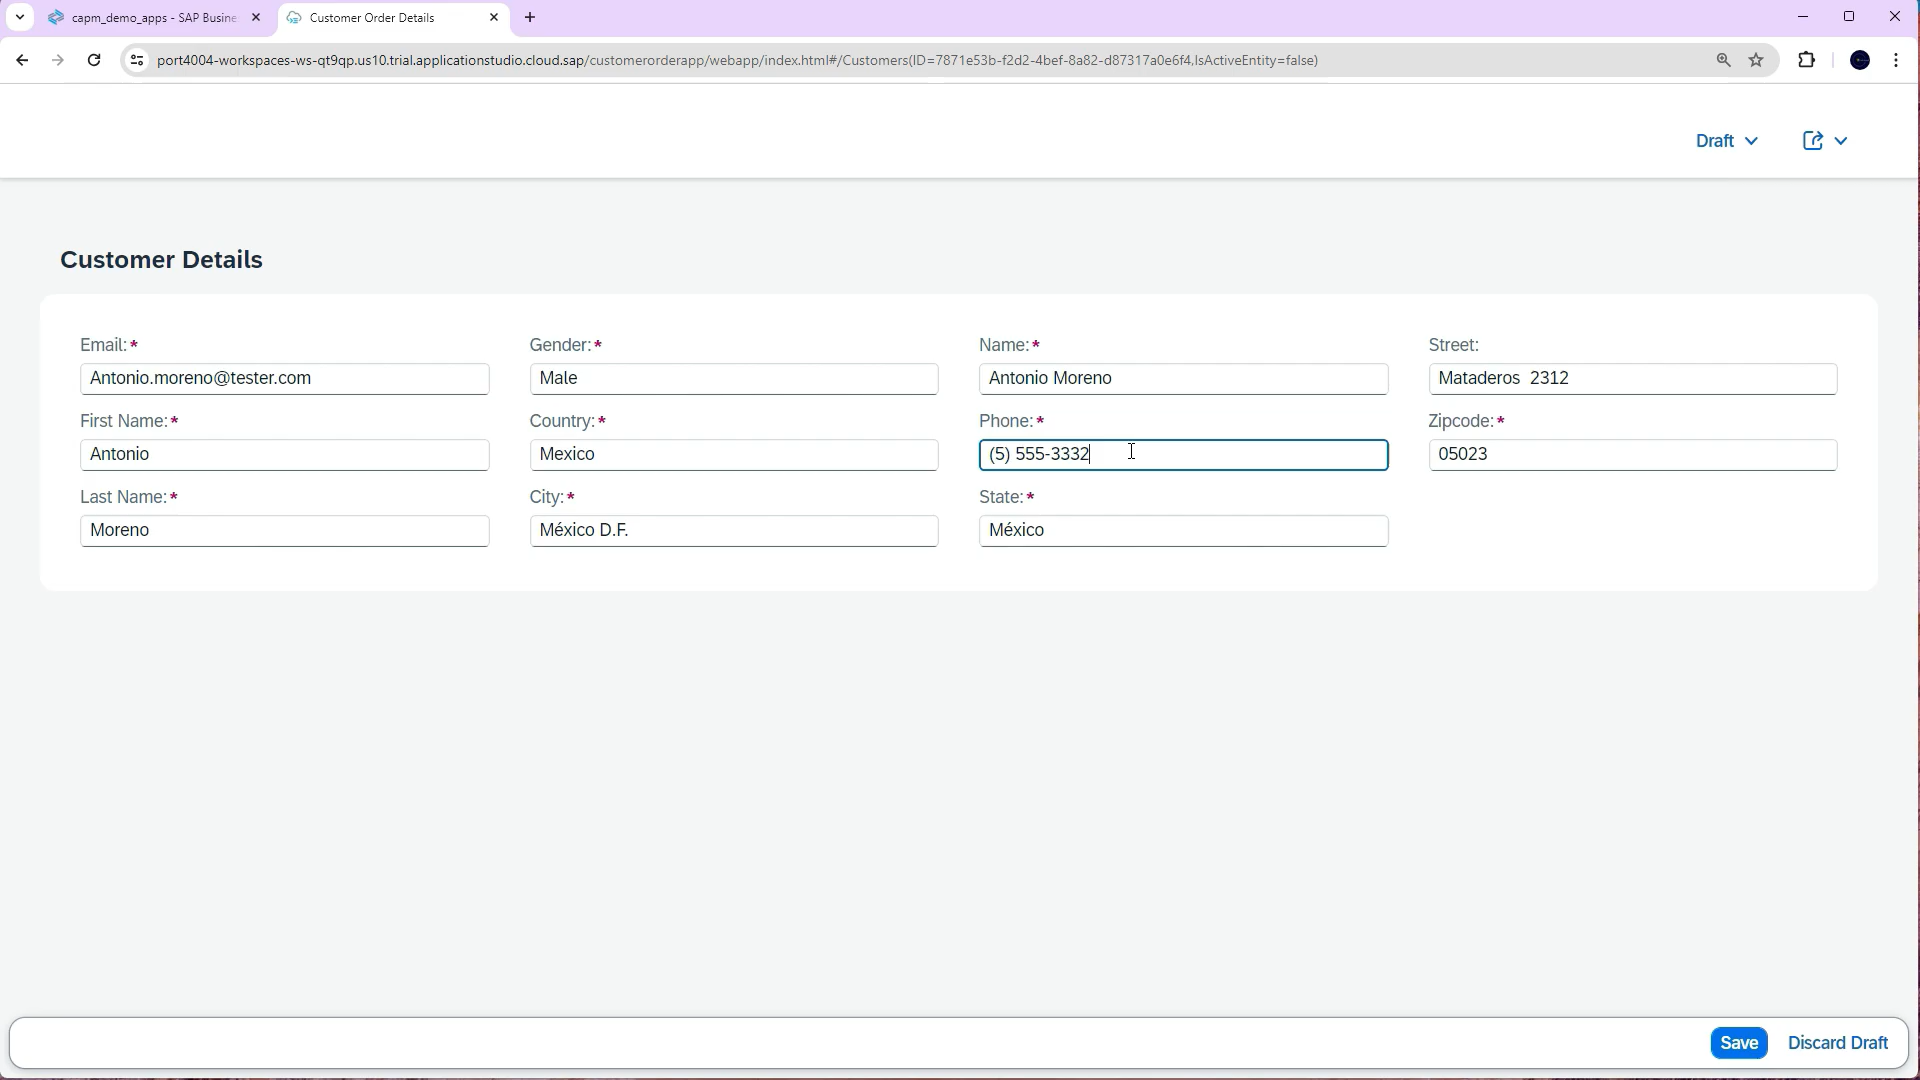 capm_demo_apps - SAP Busine
Customer Order Details
port4004-workspaces-ws-qt9qp.us10.trial.applicationstudio.cloud.sap/customerorderapp/webapp/index.html#/Customers(ID=7871e53b-f2d2-4bef-8a82-d87317a0e6f4,IsActiveEntity=false)
Draft
Customer Details
Email:* Gender:* Name:* Street:
Antonio.moreno@tester.com Male Antonio Moreno Mataderos  2312
First Name:* Country:* Phone:* Zipcode:*
Antonio Mexico (5) 555-3332 05023
Last Name:* City:* State:*
Moreno México D.F. México
Save Discard Draft